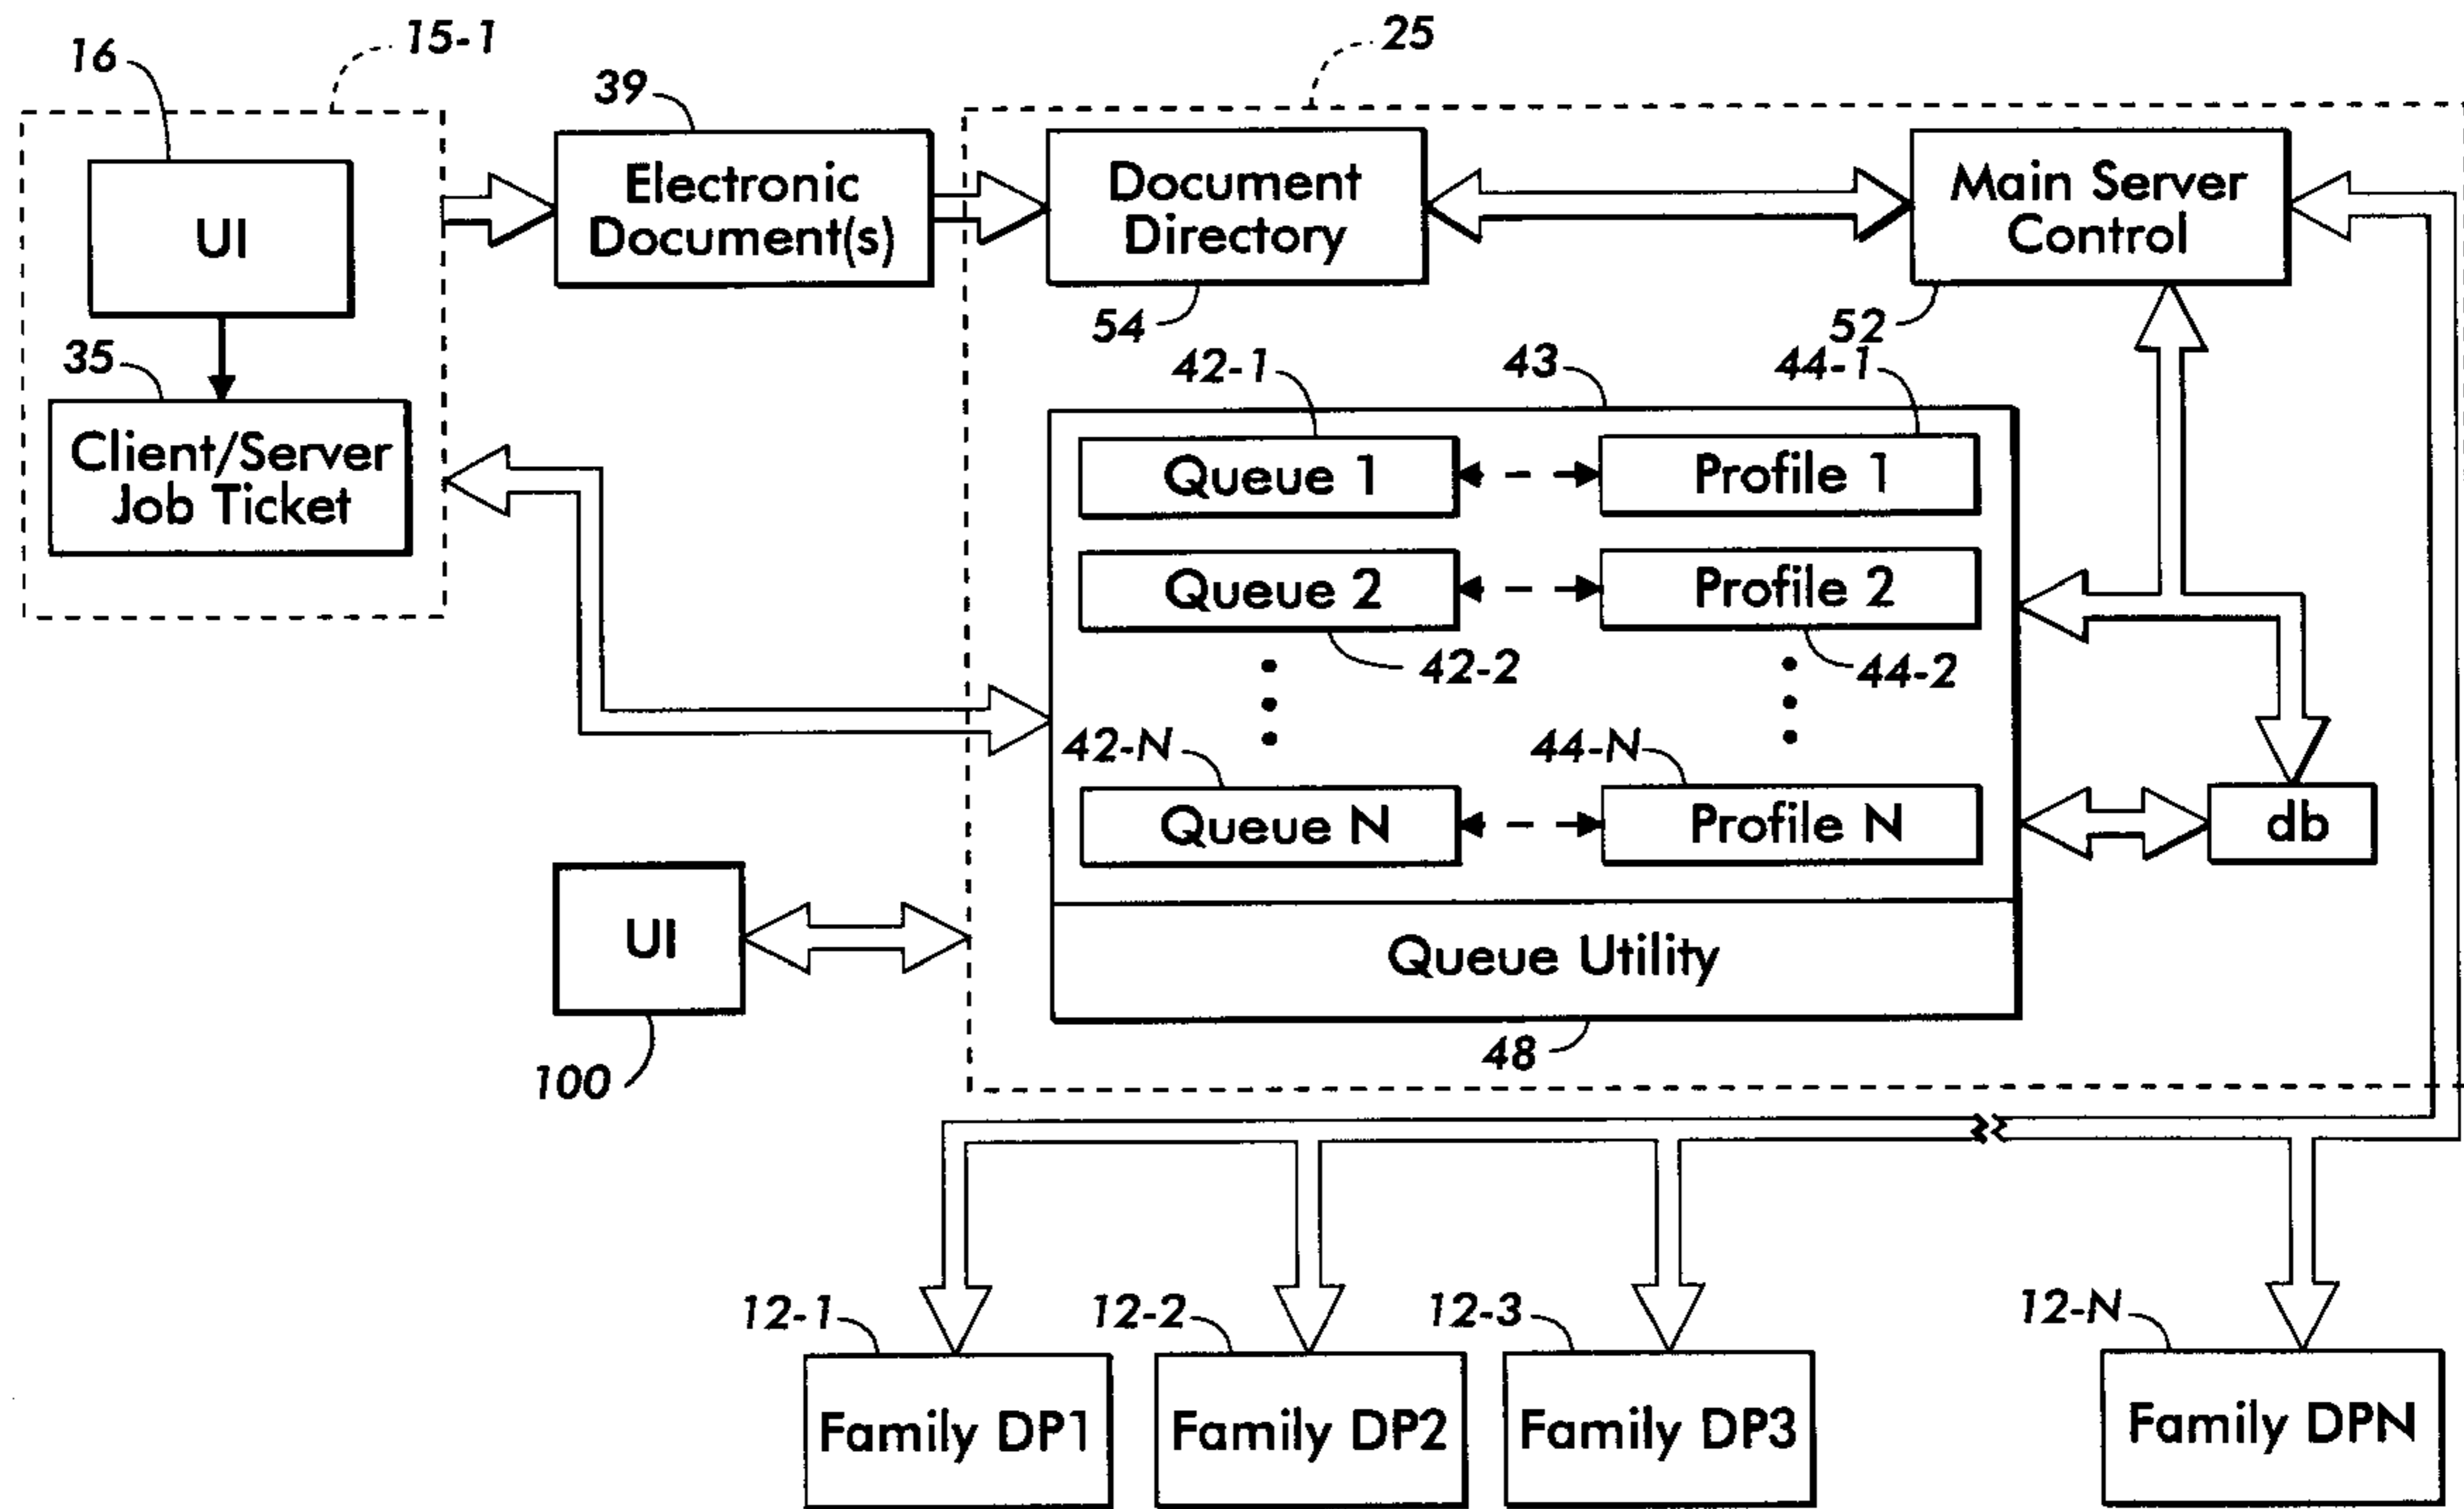 15-1
25
16
39
UI
Electronic
Document(s)
Document
Directory
Main Server
Control
54
52
35
Client/Server
Job Ticket
42-1
43
44-1
Queue 1
Profile 1
Queue 2
Profile 2
42-2
44-2
42-N
44-N
Queue N
Profile N
db
UI
Queue Utility
100
48
12-1
12-2
12-3
12-N
Family DP1
Family DP2
Family DP3
Family DPN